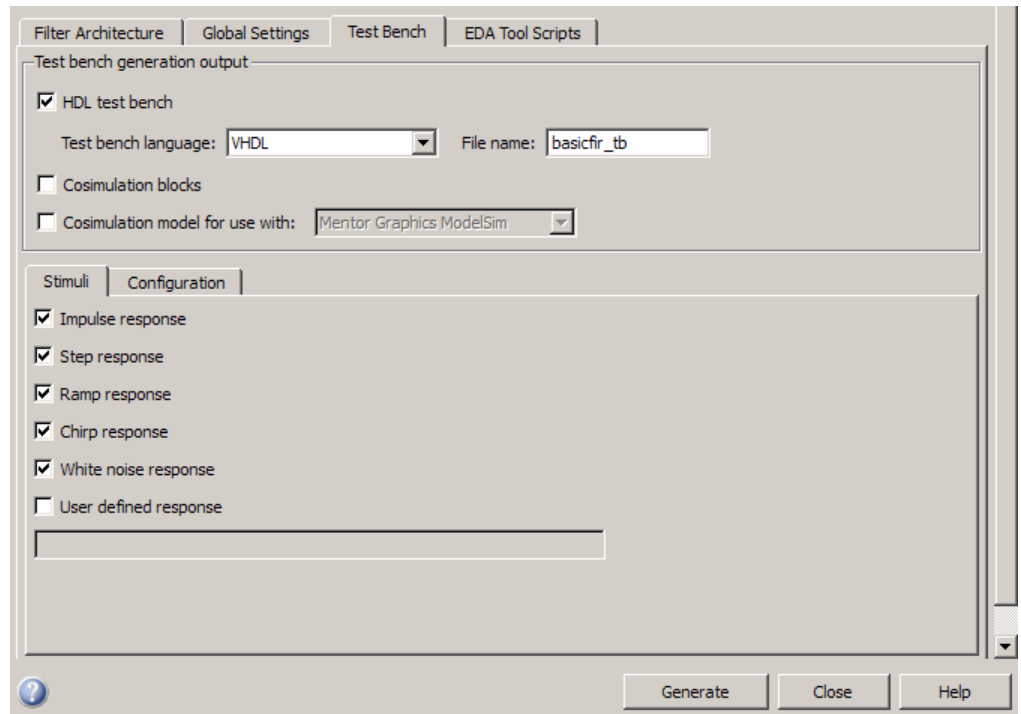 Filter Architecture Global Settings Test Bench EDA Tool Scripts
Test bench generation output
HDL test bench
Test bench language: VHDL File name: basicfir_tb
Cosimulation blocks
Cosimulation model for use with: Mentor Graphics ModelSim
Stimuli Configuration
Impulse response
Step response
Ramp response
Chirp response
White noise response
User defined response
? Generate Close Help